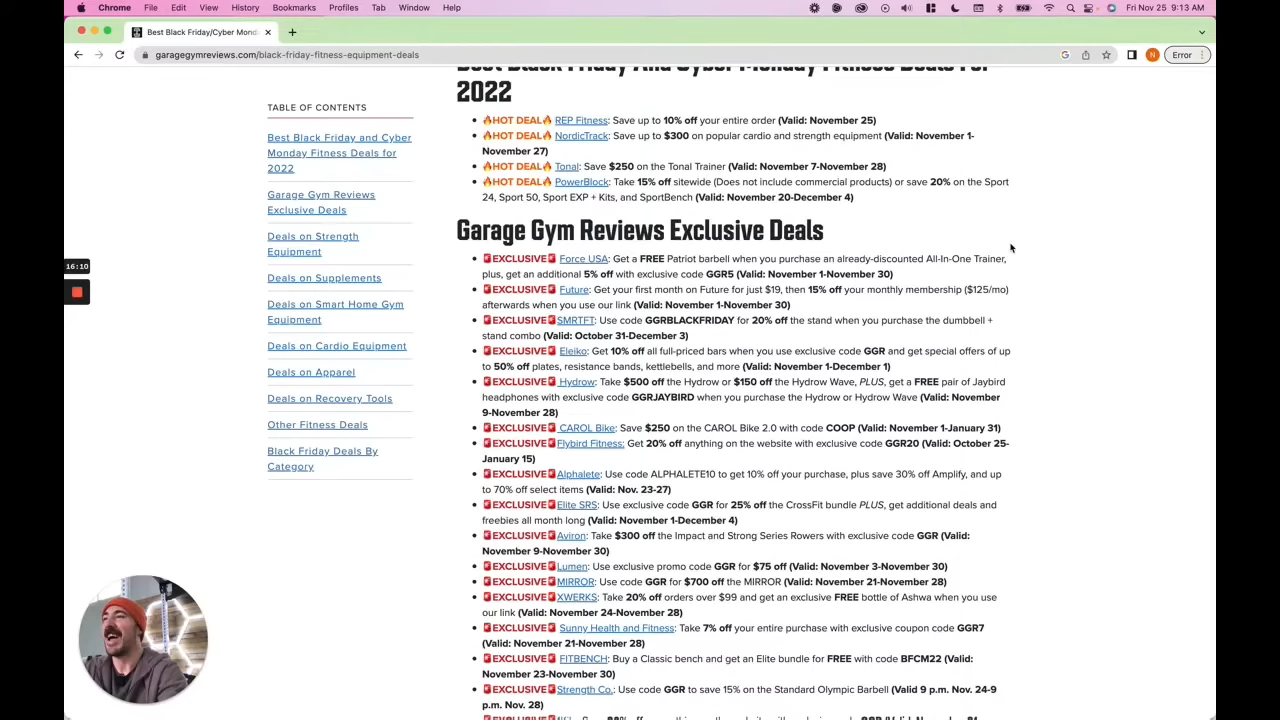 Chrome File Edit View History Bookmarks Profiles Tab Window Help Fri Nov 25 9:13 AM
Best Black Friday/Cyber Mond
garagegymreviews.com/black-friday-fitness-equipment-deals N Error
Best Black Friday And Cyber Monday Fitness Deals For
2022
TABLE OF CONTENTS
Best Black Friday and Cyber
Monday Fitness Deals for
2022
Garage Gym Reviews
Exclusive Deals
Deals on Strength
Equipment
Deals on Supplements
Deals on Smart Home Gym
Equipment
Deals on Cardio Equipment
Deals on Apparel
Deals on Recovery Tools
Other Fitness Deals
Black Friday Deals By
Category
16:10
🔥HOT DEAL🔥 REP Fitness: Save up to 10% off your entire order (Valid: November 25)
🔥HOT DEAL🔥 NordicTrack: Save up to $300 on popular cardio and strength equipment (Valid: November 1-
November 27)
🔥HOT DEAL🔥 Tonal: Save $250 on the Tonal Trainer (Valid: November 7-November 28)
🔥HOT DEAL🔥 PowerBlock: Take 15% off sitewide (Does not include commercial products) or save 20% on the Sport
24, Sport 50, Sport EXP + Kits, and SportBench (Valid: November 20-December 4)
Garage Gym Reviews Exclusive Deals
🚨EXCLUSIVE🚨 Force USA: Get a FREE Patriot barbell when you purchase an already-discounted All-In-One Trainer,
plus, get an additional 5% off with exclusive code GGR5 (Valid: November 1-November 30)
🚨EXCLUSIVE🚨 Future: Get your first month on Future for just $19, then 15% off your monthly membership ($125/mo)
afterwards when you use our link (Valid: November 1-November 30)
🚨EXCLUSIVE🚨SMRTFT: Use code GGRBLACKFRIDAY for 20% off the stand when you purchase the dumbbell +
stand combo (Valid: October 31-December 3)
🚨EXCLUSIVE🚨 Eleiko: Get 10% off all full-priced bars when you use exclusive code GGR and get special offers of up
to 50% off plates, resistance bands, kettlebells, and more (Valid: November 1-December 1)
🚨EXCLUSIVE🚨 Hydrow: Take $500 off the Hydrow or $150 off the Hydrow Wave, PLUS, get a FREE pair of Jaybird
headphones with exclusive code GGRJAYBIRD when you purchase the Hydrow or Hydrow Wave (Valid: November
9-November 28)
🚨EXCLUSIVE🚨 CAROL Bike: Save $250 on the CAROL Bike 2.0 with code COOP (Valid: November 1-January 31)
🚨EXCLUSIVE🚨Flybird Fitness: Get 20% off anything on the website with exclusive code GGR20 (Valid: October 25-
January 15)
🚨EXCLUSIVE🚨Alphalete: Use code ALPHALETE10 to get 10% off your purchase, plus save 30% off Amplify, and up
to 70% off select items (Valid: Nov. 23-27)
🚨EXCLUSIVE🚨Elite SRS: Use exclusive code GGR for 25% off the CrossFit bundle PLUS, get additional deals and
freebies all month long (Valid: November 1-December 4)
🚨EXCLUSIVE🚨Aviron: Take $300 off the Impact and Strong Series Rowers with exclusive code GGR (Valid:
November 9-November 30)
🚨EXCLUSIVE🚨Lumen: Use exclusive promo code GGR for $75 off (Valid: November 3-November 30)
🚨EXCLUSIVE🚨MIRROR: Use code GGR for $700 off the MIRROR (Valid: November 21-November 28)
🚨EXCLUSIVE🚨XWERKS: Take 20% off orders over $99 and get an exclusive FREE bottle of Ashwa when you use
our link (Valid: November 24-November 28)
🚨EXCLUSIVE🚨 Sunny Health and Fitness: Take 7% off your entire purchase with exclusive coupon code GGR7
(Valid: November 21-November 28)
🚨EXCLUSIVE🚨 FITBENCH: Buy a Classic bench and get an Elite bundle for FREE with code BFCM22 (Valid:
November 23-November 30)
🚨EXCLUSIVE🚨Strength Co.: Use code GGR to save 15% on the Standard Olympic Barbell (Valid 9 p.m. Nov. 24-9
p.m. Nov. 28)